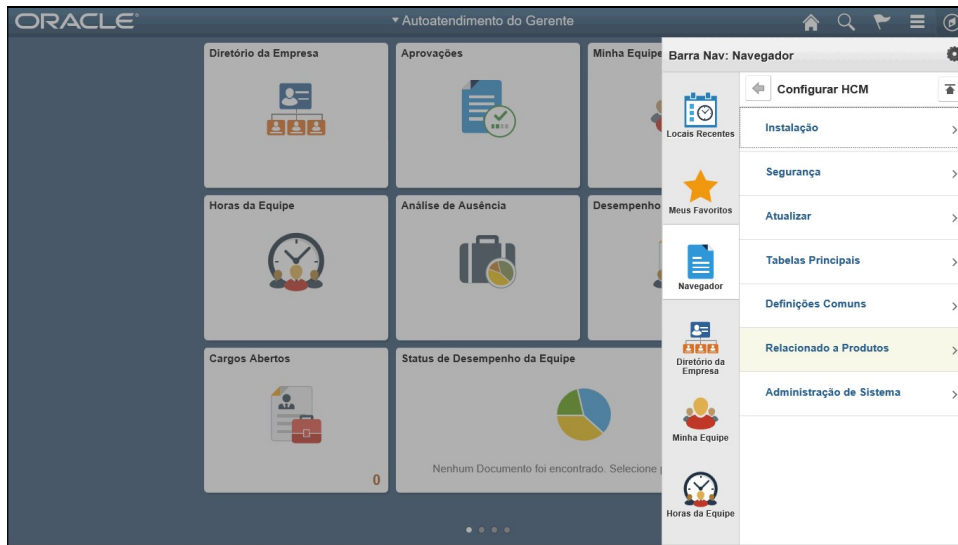 ORACLE
Autoatendimento do Gerente
Diretório da Empresa
Aprovações
Minha Equipe
Horas da Equipe
Análise de Ausência
Desempenho
Cargos Abertos
0
Status de Desempenho da Equipe
Nenhum Documento foi encontrado. Selecione
Barra Nav: Navegador
Locais Recentes
Meus Favoritos
Navegador
Diretório da
Empresa
Minha Equipe
Horas da Equipe
Configurar HCM
Instalação
Segurança
Atualizar
Tabelas Principais
Definições Comuns
Relacionado a Produtos
Administração de Sistema